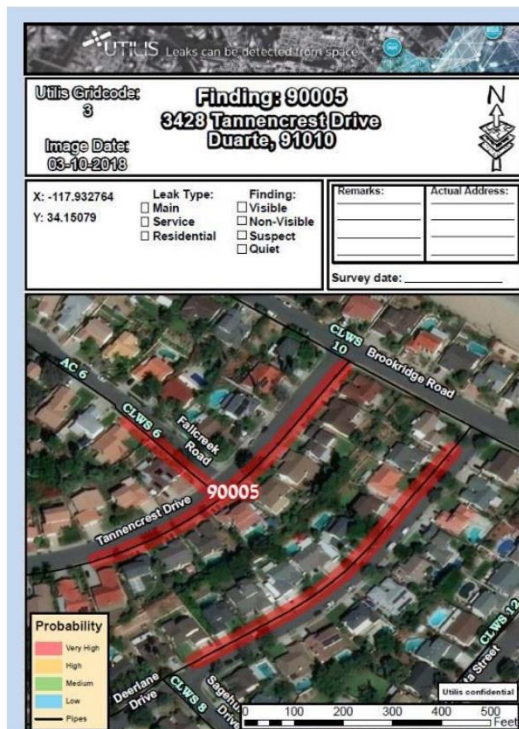 UTILIS Leaks can be detected from space
Utilis Gridcode:
3
Image Date:
03-10-2018
Finding: 90005
3428 Tannencrest Drive
Duarte, 91010
N
X: -117.932764
Y: 34.15079
Leak Type:
Main
Service
Residential
Finding:
Visible
Non-Visible
Suspect
Quiet
Remarks:
Actual Address:
Survey date:
CLWS
10
Brookridge Road
AC 6
CLWS 6
Fallcreek
Road
90005
Tannencrest Drive
Deerlane
Drive
CLWS 8
Drive
CLWS 12
Street
Probability
Very High
High
Medium
Low
Pipes
Utilis confidential
0 100 200 300 400 500
Feet